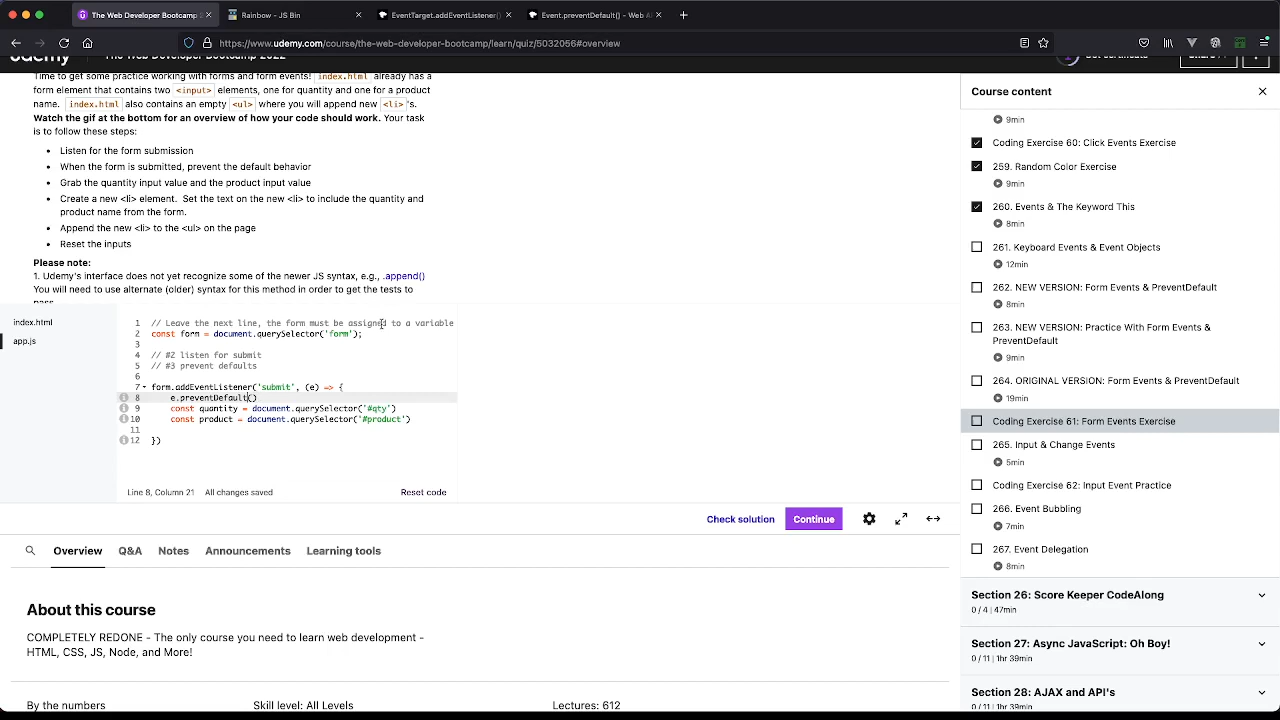 The Web Developer Bootcamp
Rainbow - JS Bin
EventTarget.addEventListener()
Event.preventDefault() - Web A
https://www.udemy.com/course/the-web-developer-bootcamp/learn/quiz/5032056#overview
udemy
The Web Developer Bootcamp 2022
Time to get some practice working with forms and form events! index.html already has a
form element that contains two <input> elements, one for quantity and one for a product
name. index.html also contains an empty <ul> where you will append new <li> 's.
Watch the gif at the bottom for an overview of how your code should work. Your task
is to follow these steps:
• Listen for the form submission
• When the form is submitted, prevent the default behavior
• Grab the quantity input value and the product input value
• Create a new <li> element. Set the text on the new <li> to include the quantity and
product name from the form.
• Append the new <li> to the <ul> on the page
• Reset the inputs
Please note:
1. Udemy's interface does not yet recognize some of the newer JS syntax, e.g., .append()
You will need to use alternate (older) syntax for this method in order to get the tests to
pass
index.html
app.js
1 // Leave the next line, the form must be assigned to a variable
2 const form = document.querySelector('form');
3
4 // #2 listen for submit
5 // #3 prevent defaults
6
7 form.addEventListener('submit', (e) => {
8 e.preventDefault()
9 const quantity = document.querySelector('#qty')
10 const product = document.querySelector('#product')
11
12 })
Line 8, Column 21 All changes saved Reset code
Check solution Continue
Overview Q&A Notes Announcements Learning tools
About this course
COMPLETELY REDONE - The only course you need to learn web development -
HTML, CSS, JS, Node, and More!
By the numbers Skill level: All Levels Lectures: 612
Course content
9min
Coding Exercise 60: Click Events Exercise
259. Random Color Exercise
9min
260. Events & The Keyword This
8min
261. Keyboard Events & Event Objects
12min
262. NEW VERSION: Form Events & PreventDefault
8min
263. NEW VERSION: Practice With Form Events &
PreventDefault
9min
264. ORIGINAL VERSION: Form Events & PreventDefault
19min
Coding Exercise 61: Form Events Exercise
265. Input & Change Events
5min
Coding Exercise 62: Input Event Practice
266. Event Bubbling
7min
267. Event Delegation
8min
Section 26: Score Keeper CodeAlong
0 / 4 | 47min
Section 27: Async JavaScript: Oh Boy!
0 / 11 | 1hr 39min
Section 28: AJAX and API's
0 / 11 | 1hr 39min